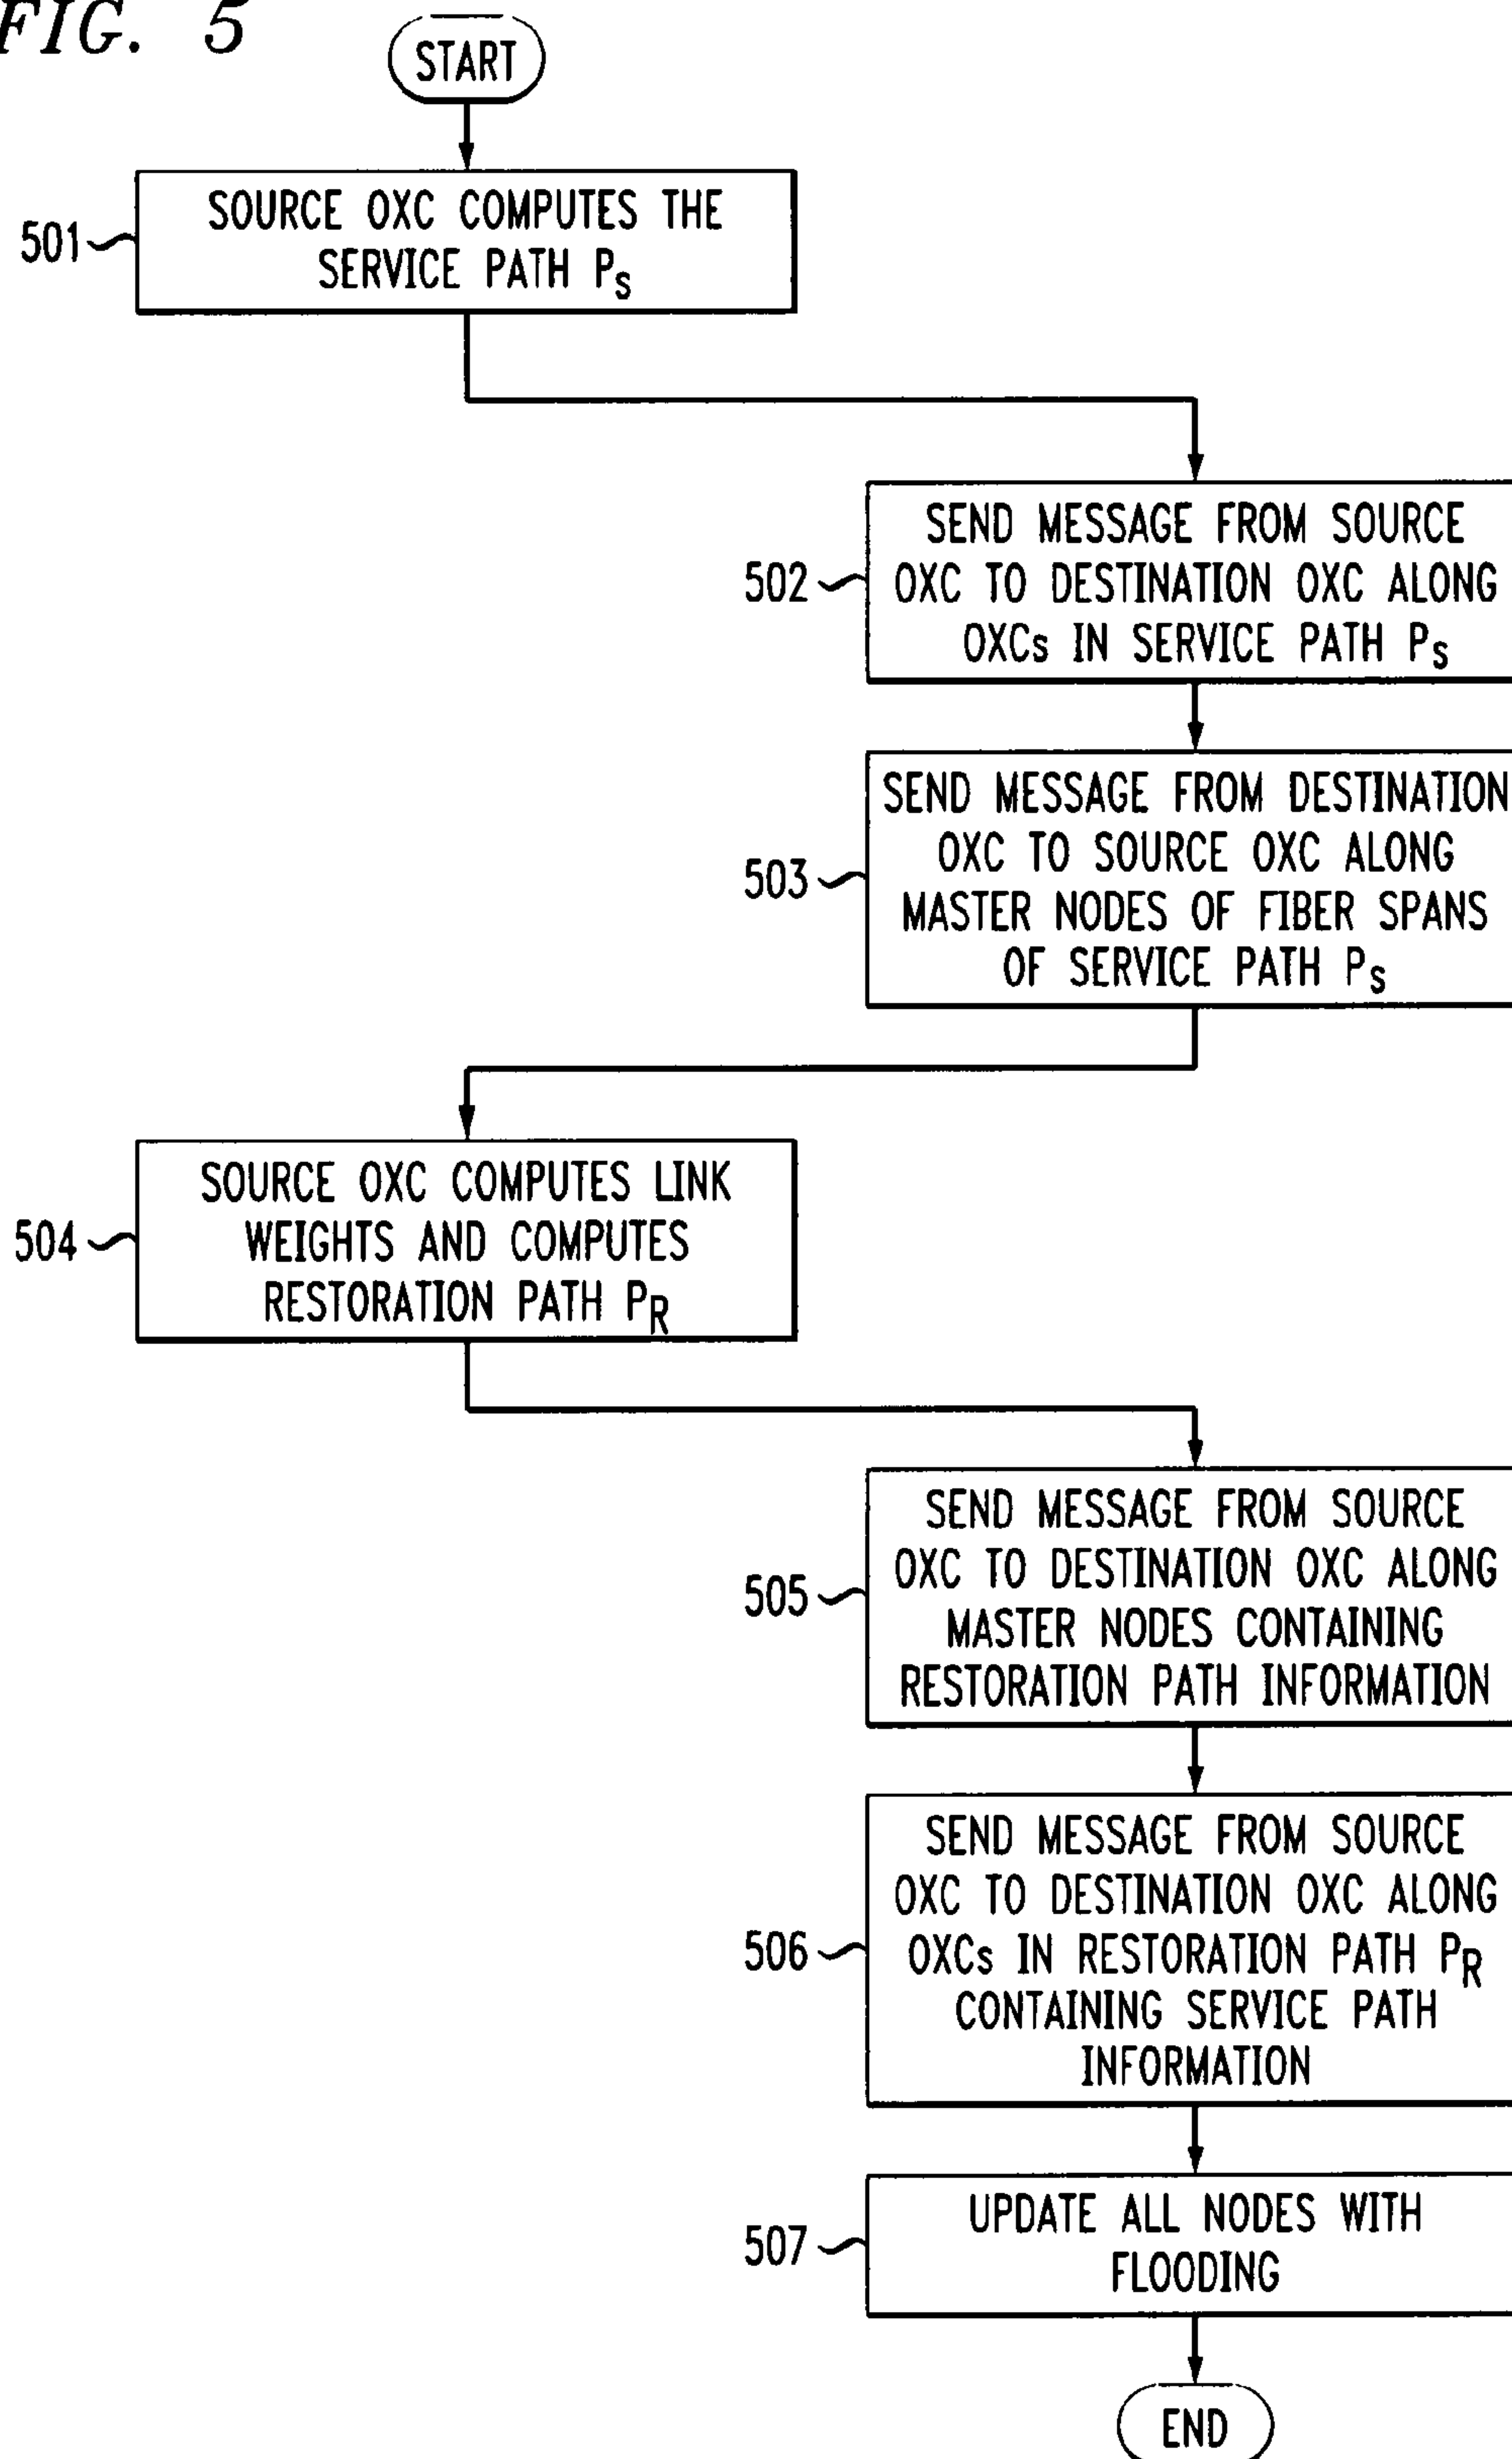 FIG. 5
START
501
SOURCE OXC COMPUTES THE
SERVICE PATH PS
502
SEND MESSAGE FROM SOURCE
OXC TO DESTINATION OXC ALONG
OXCs IN SERVICE PATH PS
503
SEND MESSAGE FROM DESTINATION
OXC TO SOURCE OXC ALONG
MASTER NODES OF FIBER SPANS
OF SERVICE PATH PS
504
SOURCE OXC COMPUTES LINK
WEIGHTS AND COMPUTES
RESTORATION PATH PR
505
SEND MESSAGE FROM SOURCE
OXC TO DESTINATION OXC ALONG
MASTER NODES CONTAINING
RESTORATION PATH INFORMATION
506
SEND MESSAGE FROM SOURCE
OXC TO DESTINATION OXC ALONG
OXCs IN RESTORATION PATH PR
CONTAINING SERVICE PATH
INFORMATION
507
UPDATE ALL NODES WITH
FLOODING
END